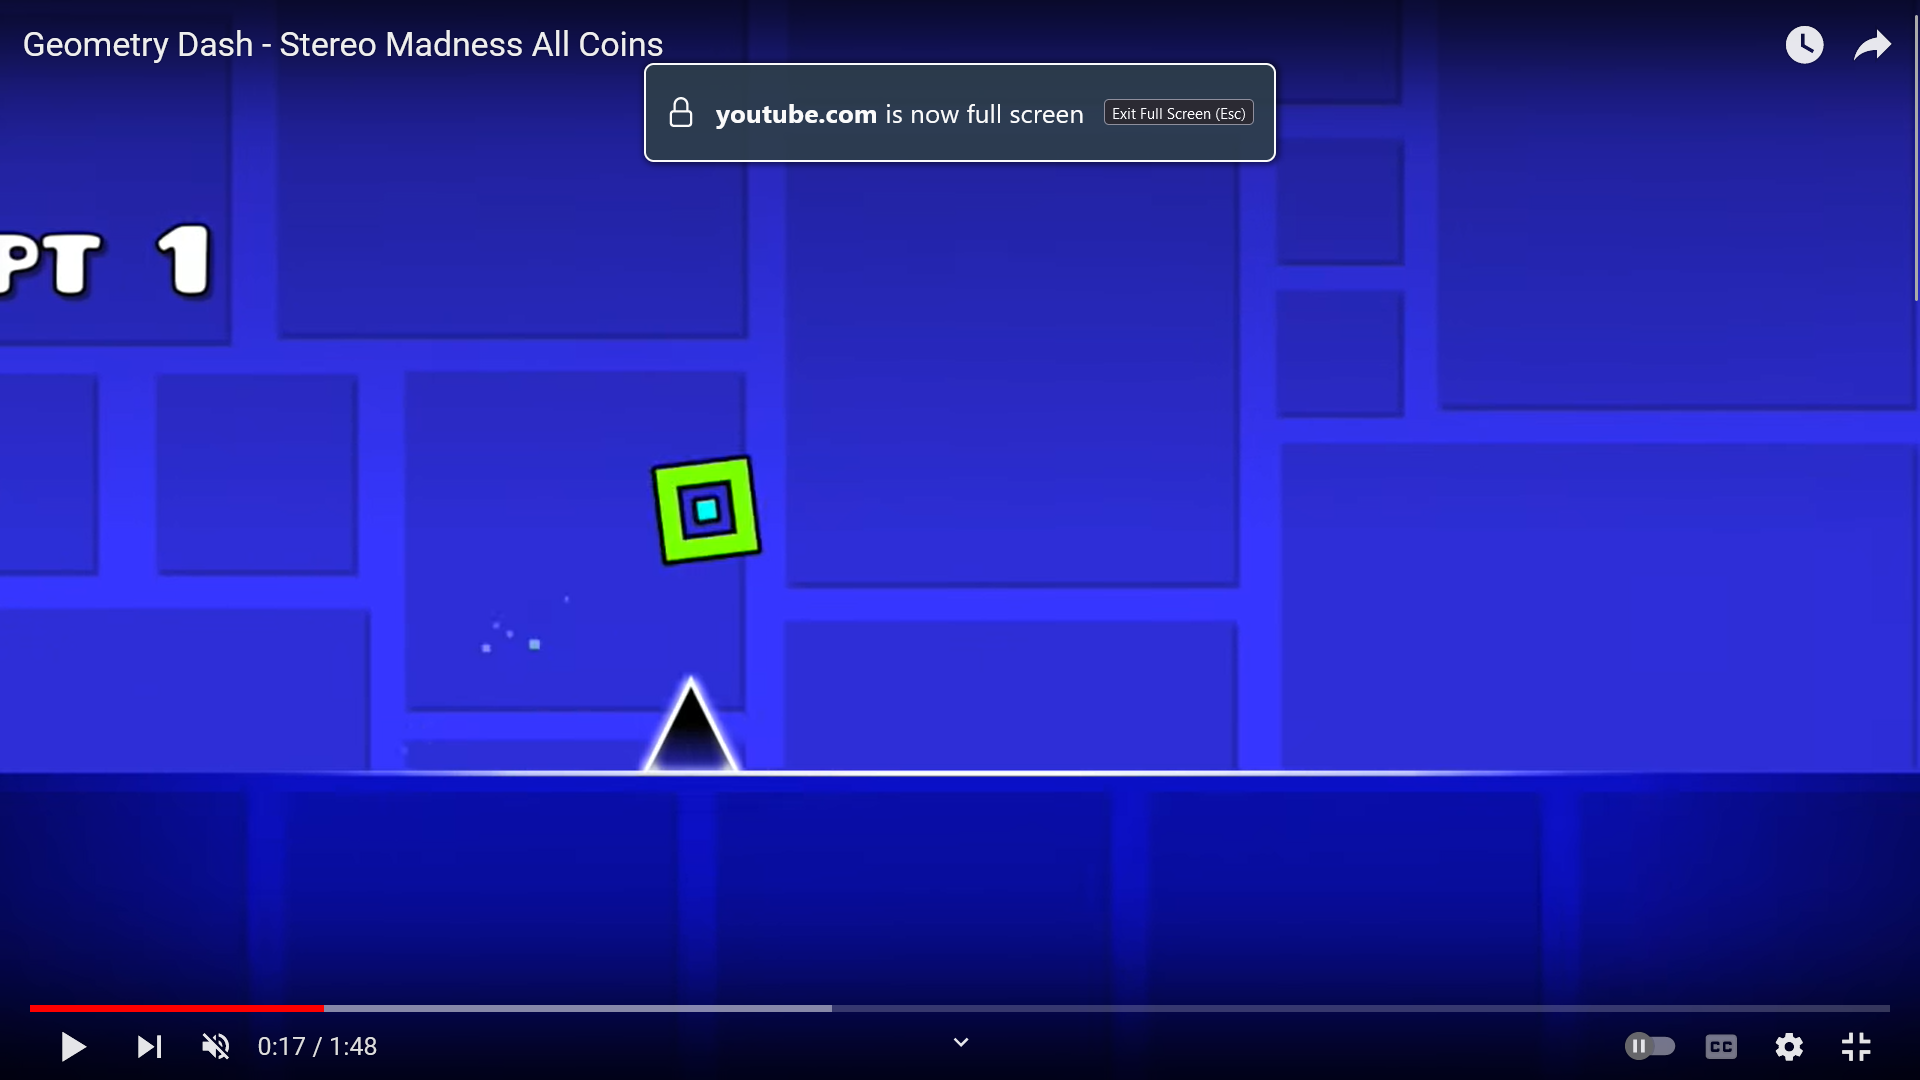 Geometry Dash - Stereo Madness All Coins
youtube.com is now full screen Exit Full Screen (Esc)
PT 1
0:17 / 1:48
CC